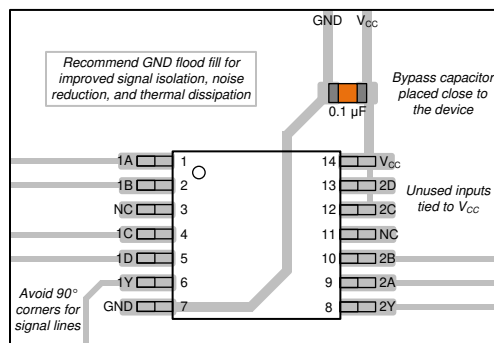 GND VCC
Recommend GND flood fill for
improved signal isolation, noise
reduction, and thermal dissipation
Bypass capacitor
placed close to
the device
0.1 µF
1A 1 14 VCC
1B 2 13 2D
NC 3 12 2C
Unused inputs
tied to VCC
1C 4 11 NC
1D 5 10 2B
1Y 6 9 2A
GND 7 8 2Y
Avoid 90°
corners for
signal lines